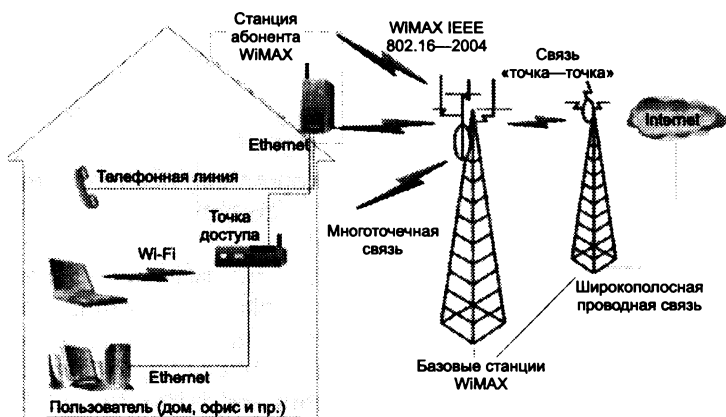 Станция
абонента
WiMAX
WIMAX IEEE
802.16—2004
Связь
«точка—точка»
Internet
Ethernet
Телефонная линия
Точка
доступа
Wi-Fi
Многоточечная
связь
Широкополосная
проводная связь
Ethernet
Базовые станции
WiMAX
Пользователь (дом, офис и пр.)